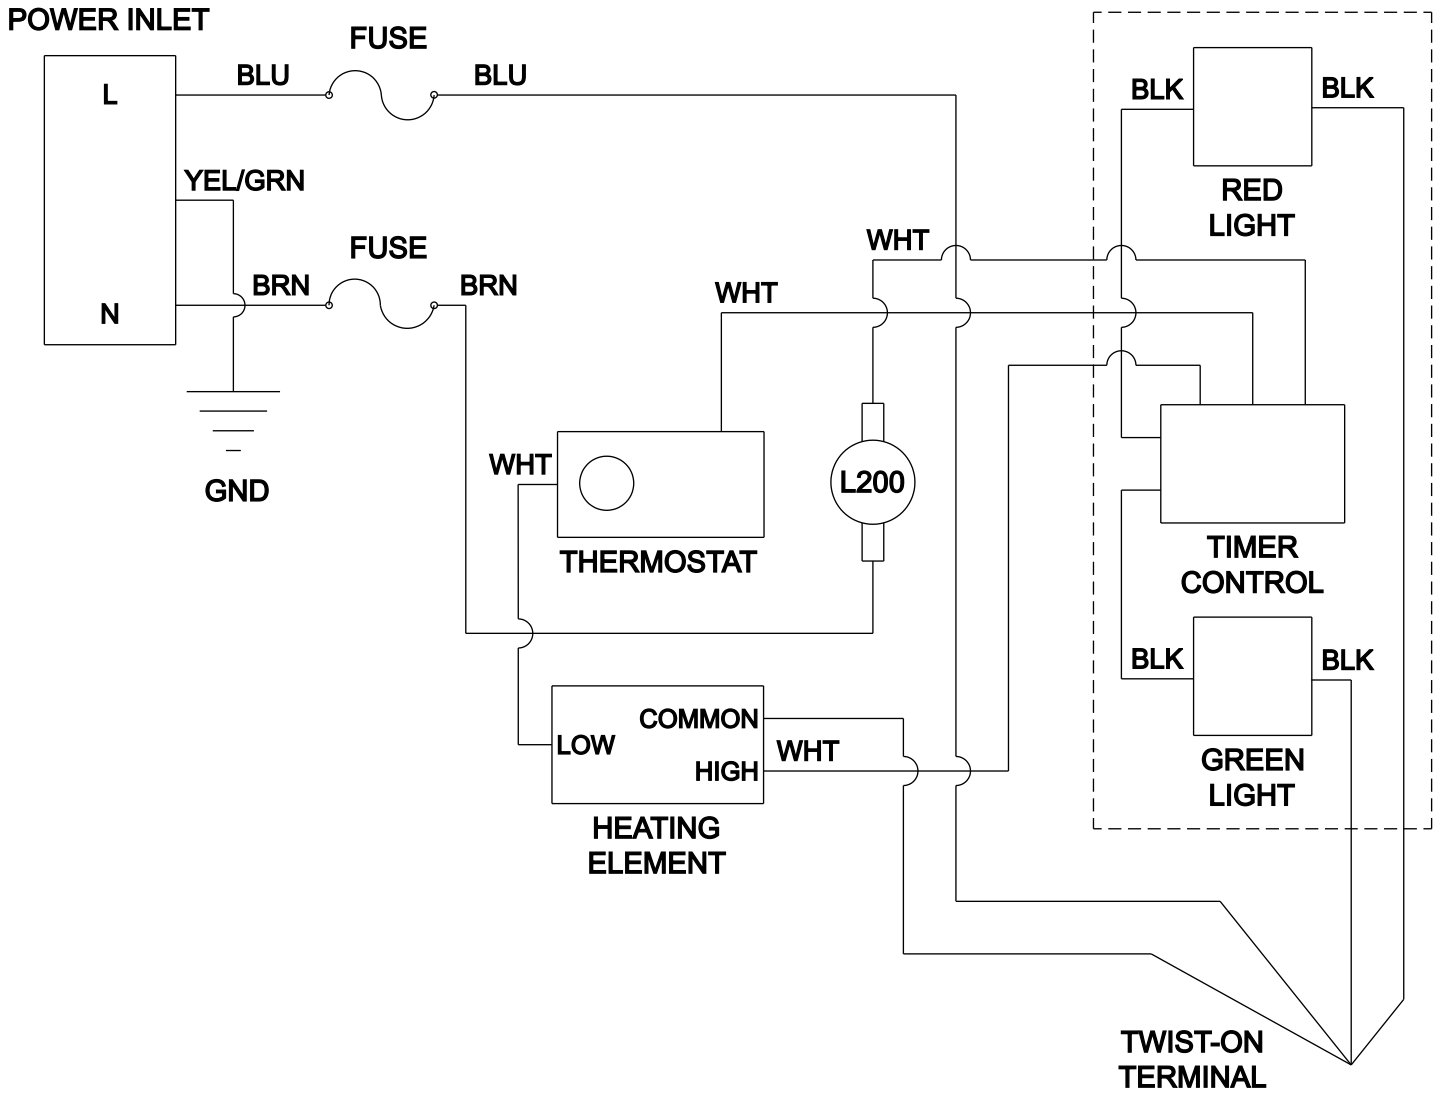 POWER INLET
FUSE
BLU
BLU
L
BLK
BLK
YEL/GRN
RED
LIGHT
FUSE
WHT
BRN
BRN
WHT
N
WHT
L200
GND
THERMOSTAT
TIMER
CONTROL
BLK
BLK
COMMON
LOW
WHT
HIGH
GREEN
LIGHT
HEATING
ELEMENT
TWIST-ON
TERMINAL